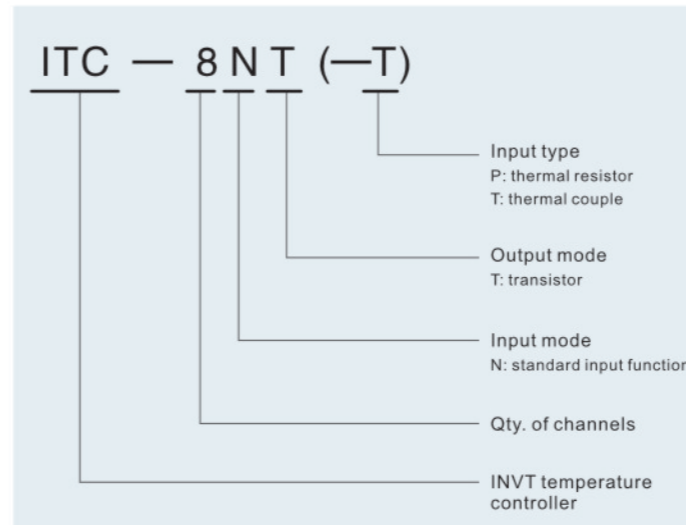 ITC — 8 N T (—T)
Input type
P: thermal resistor
T: thermal couple
Output mode
T: transistor
Input mode
N: standard input function
Qty. of channels
INVT temperature
controller